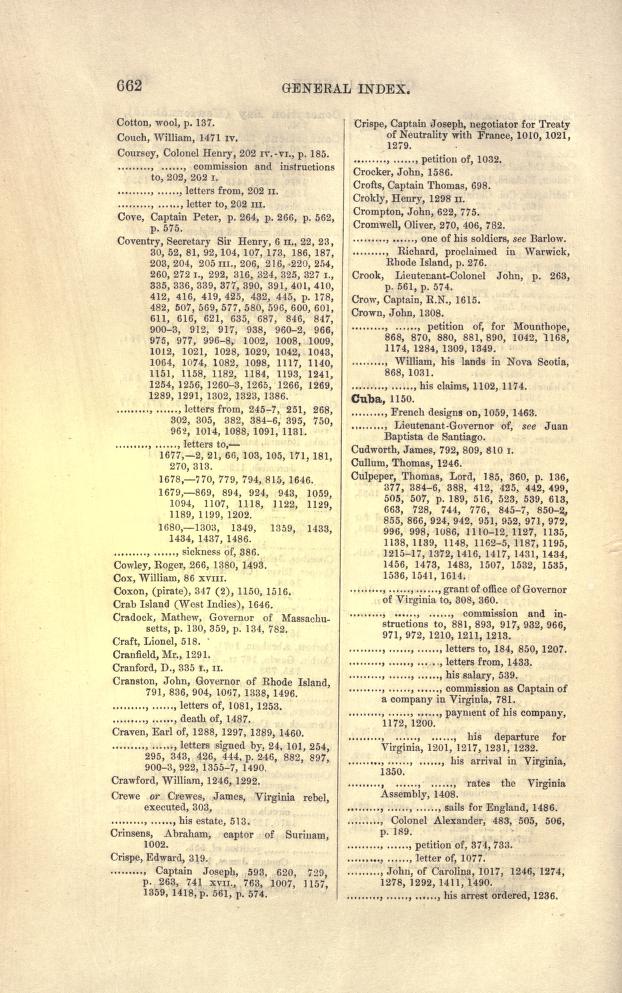 662
GENERAL INDEX.
Cotton, wool, p. 137.
Couch, William, 1471 IV.
Coursey, Colonel Henry, 202 IV.-VI., p. 185.
........., ......, commission and instructions
to, 202, 202 I.
........., ......, letters from, 202 II.
........., ......, letter to, 202 III.
Cove, Captain Peter, p. 264, p. 266, p. 562,
p. 575.
Coventry, Secretary Sir Henry, 6 II., 22, 23,
30, 52, 81, 92, 104, 107, 173, 186, 187,
203, 204, 205 III., 206, 216, -220, 254,
260, 272 I., 292, 316, 324, 325, 327 I.,
335, 336, 339, 377, 390, 391, 401, 410,
412, 416, 419, 425, 432, 445, p. 178,
482, 507, 569, 577, 580, 596, 600, 601,
611, 616, 621, 635, 687, 846, 847,
900-3, 912, 917, 938, 960-2, 966,
975, 977, 996-8, 1002, 1008, 1009,
1012, 1021, 1028, 1029, 1042, 1043,
1064, 1074, 1082, 1098, 1117, 1140,
1151, 1158, 1182, 1184, 1193, 1241,
1254, 1256, 1260-3, 1265, 1266, 1269,
1289, 1291, 1302, 1323, 1386.
........., ......, letters from, 245-7, 251, 268,
302, 305, 382, 384-6, 395, 750,
962, 1014, 1088, 1091, 1131.
........., ......, letters to,—
1677,—2, 21, 66, 103, 105, 171, 181,
270, 313.
1678,—770, 779, 794, 815, 1646.
1679,—869, 894, 924, 943, 1059,
1094, 1107, 1118, 1122, 1129,
1189, 1199, 1202.
1680,—1303, 1349, 1359, 1433,
1434, 1437, 1486.
........., ......, sickness of, 386.
Cowley, Roger, 266, 1380, 1493.
Cox, William, 86 XVIII.
Coxon, (pirate), 347 (2), 1150, 1516.
Crab Island (West Indies), 1646.
Cradock, Mathew, Governor of Massachu-
setts, p. 130, 359, p. 134, 782.
Craft, Lionel, 518.
Cranfield, Mr., 1291.
Cranford, D., 335 I., II.
Cranston, John, Governor of Rhode Island,
791, 836, 904, 1067, 1338, 1496.
........., ......, letters of, 1081, 1253.
........., ......, death of, 1487.
Craven, Earl of, 1288, 1297, 1389, 1460.
........., ......, letters signed by, 24, 101, 254,
295, 343, 426, 444, p. 246, 882, 897,
900-3, 922, 1355-7, 1490.
Crawford, William, 1246, 1292.
Crewe or Crewes, James, Virginia rebel,
executed, 303,
........., ......, his estate, 513.
Crinsens, Abraham, captor of Surinam,
1002.
Crispe, Edward, 319.
........., Captain Joseph, 593, 620, 729,
p. 263, 741 XVII., 763, 1007, 1157,
1359, 1418, p. 561, p. 574.
Crispe, Captain Joseph, negotiator for Treaty
of Neutrality with France, 1010, 1021,
1279.
........., ......, petition of, 1032.
Crocker, John, 1586.
Crofts, Captain Thomas, 698.
Crokly, Henry, 1298 II.
Crompton, John, 622, 775.
Cromwell, Oliver, 270, 406, 782.
........., ......, one of his soldiers, see Barlow.
........., Richard, proclaimed in Warwick,
Rhode Island, p. 276.
Crook, Lieutenant-Colonel John, p. 263,
p. 561, p. 574.
Crow, Captain, R.N., 1615.
Crown, John, 1308.
........., ......, petition of, for Mounthope,
868, 870, 880, 881, 890, 1042, 1168,
1174, 1284, 1309, 1349.
........., William, his lands in Nova Scotia,
868, 1031.
........., ......, his claims, 1102, 1174.
Cuba, 1150.
........., French designs on, 1059, 1463.
........., Lieutenant-Governor of, see Juan
Baptista de Santiago.
Cudworth, James, 792, 809, 810 I.
Cullum, Thomas, 1246.
Culpeper, Thomas, Lord, 185, 360, p. 136,
377, 384-6, 388, 412, 425, 442, 499,
505, 507, p. 189, 516, 523, 539, 613,
663, 728, 744, 776, 845-7, 850-2,
855, 866, 924, 942, 951, 952, 971, 972,
996, 998, 1086, 1110-12, 1127, 1135,
1138, 1139, 1148, 1162-5, 1187, 1195,
1215-17, 1372, 1416, 1417, 1431, 1434,
1456, 1473, 1483, 1507, 1532, 1535,
1536, 1541, 1614.
........., ......, ......, grant of office of Governor
of Virginia to, 308, 360.
........., ......, ......, commission and in-
structions to, 881, 893, 917, 932, 966,
971, 972, 1210, 1211, 1213.
........., ......, ......, letters to, 184, 850, 1207.
........., ......, ......, letters from, 1433.
........., ......, ......, his salary, 539.
........., ......, ......, commission as Captain of
a company in Virginia, 781.
........., ......, ......, payment of his company,
1172, 1200.
........., ......, ......, his departure for
Virginia, 1201, 1217, 1231, 1232.
........., ......, ......, his arrival in Virginia,
1350.
........., ......, ......, rates the Virginia
Assembly, 1408.
........., ......, ......, sails for England, 1486.
........., Colonel Alexander, 483, 505, 506,
p. 189.
........., ......, petition of, 374, 733.
........., ......, letter of, 1077.
........., John, of Carolina, 1017, 1246, 1274,
1278, 1292, 1411, 1490.
........., ......, ......, his arrest ordered, 1236.